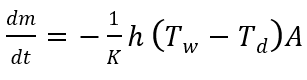 dm/dt = − 1/K h (T_w − T_d)A